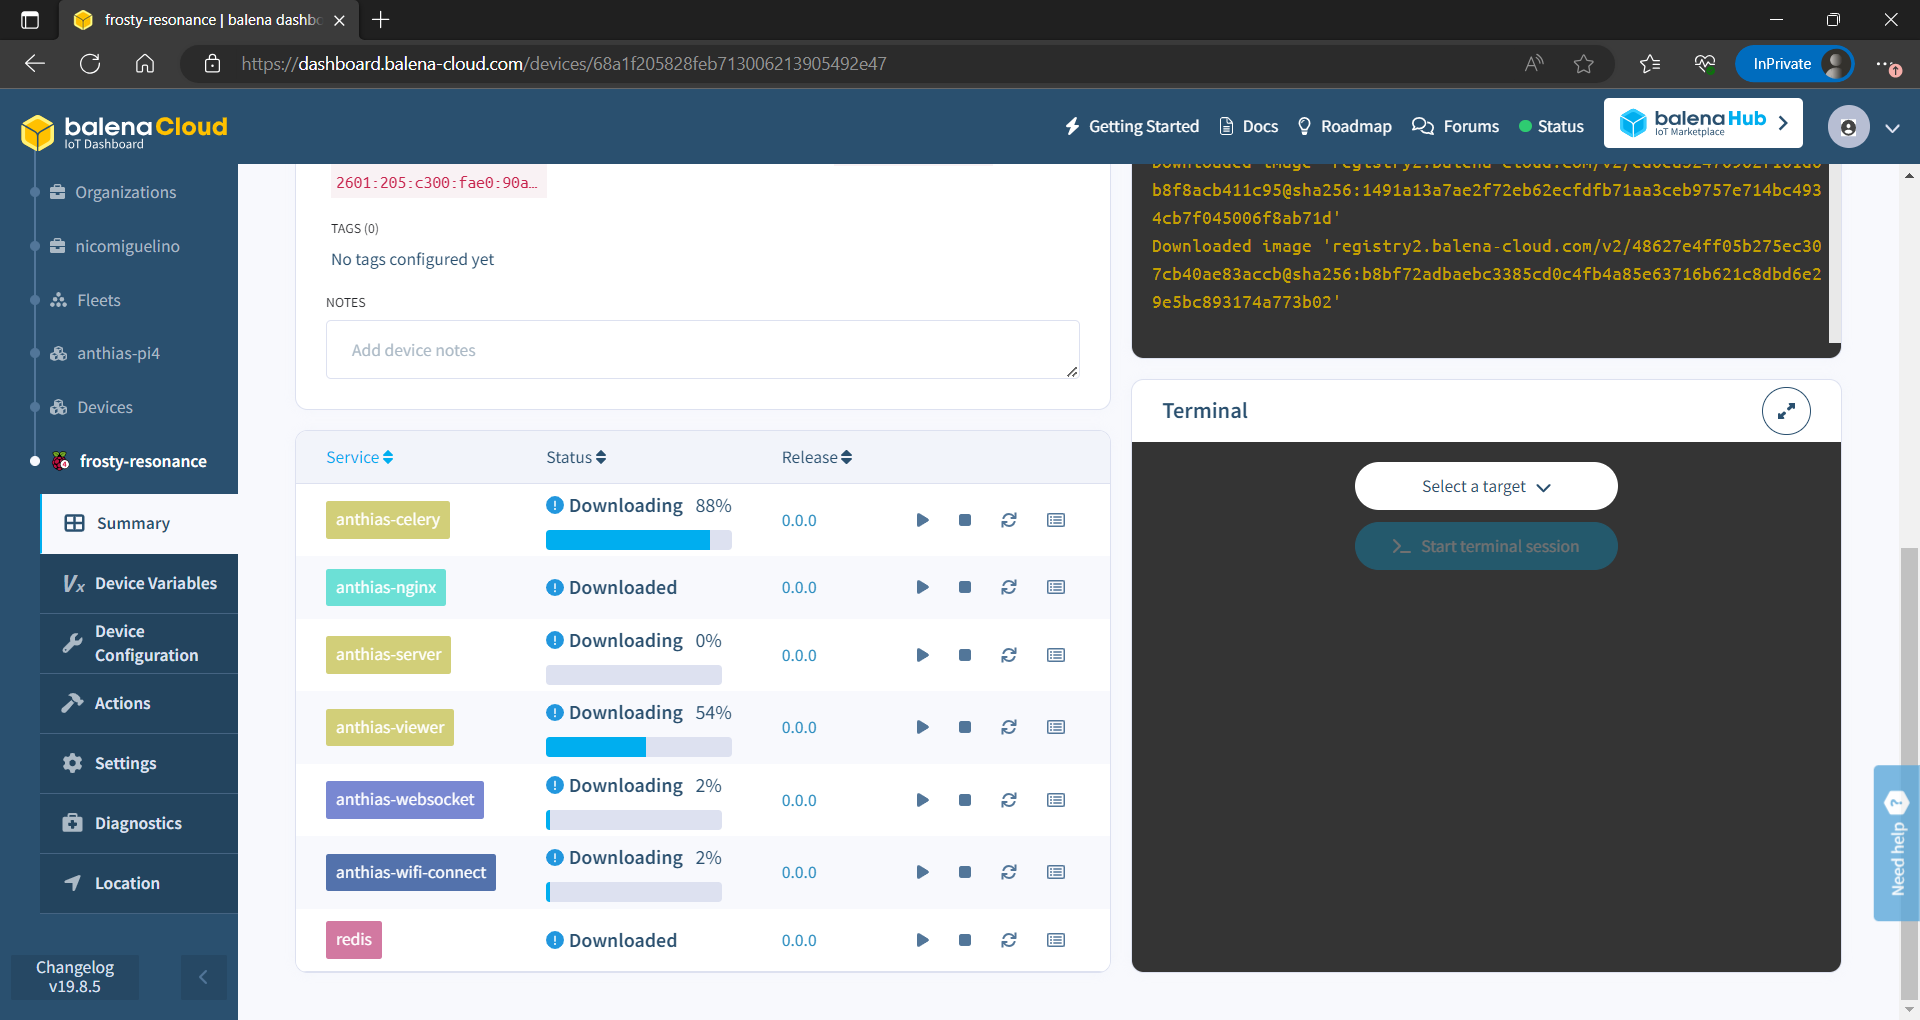 frosty-resonance | balena dashbo
https://dashboard.balena-cloud.com/devices/68a1f205828feb713006213905492e47
InPrivate
balenaCloud
IoT Dashboard
Getting Started
Docs
Roadmap
Forums
Status
balenaHub
IoT Marketplace
Organizations
nicomiguelino
Fleets
anthias-pi4
Devices
frosty-resonance
Summary
Device Variables
Device
Configuration
Actions
Settings
Diagnostics
Location
Changelog
v19.8.5
2601:205:c300:fae0:90a…
TAGS (0)
No tags configured yet
NOTES
Add device notes
Service Status Release
anthias-celery Downloading 88% 0.0.0
anthias-nginx Downloaded 0.0.0
anthias-server Downloading 0% 0.0.0
anthias-viewer Downloading 54% 0.0.0
anthias-websocket Downloading 2% 0.0.0
anthias-wifi-connect Downloading 2% 0.0.0
redis Downloaded 0.0.0
b8f8acb411c95@sha256:1491a13a7ae2f72eb62ecfdfb71aa3ceb9757e714bc493
4cb7f045006f8ab71d'
Downloaded image 'registry2.balena-cloud.com/v2/48627e4ff05b275ec30
7cb40ae83accb@sha256:b8bf72adbaebc3385cd0c4fb4a85e63716b621c8dbd6e2
9e5bc893174a773b02'
Terminal
Select a target
Start terminal session
Need help